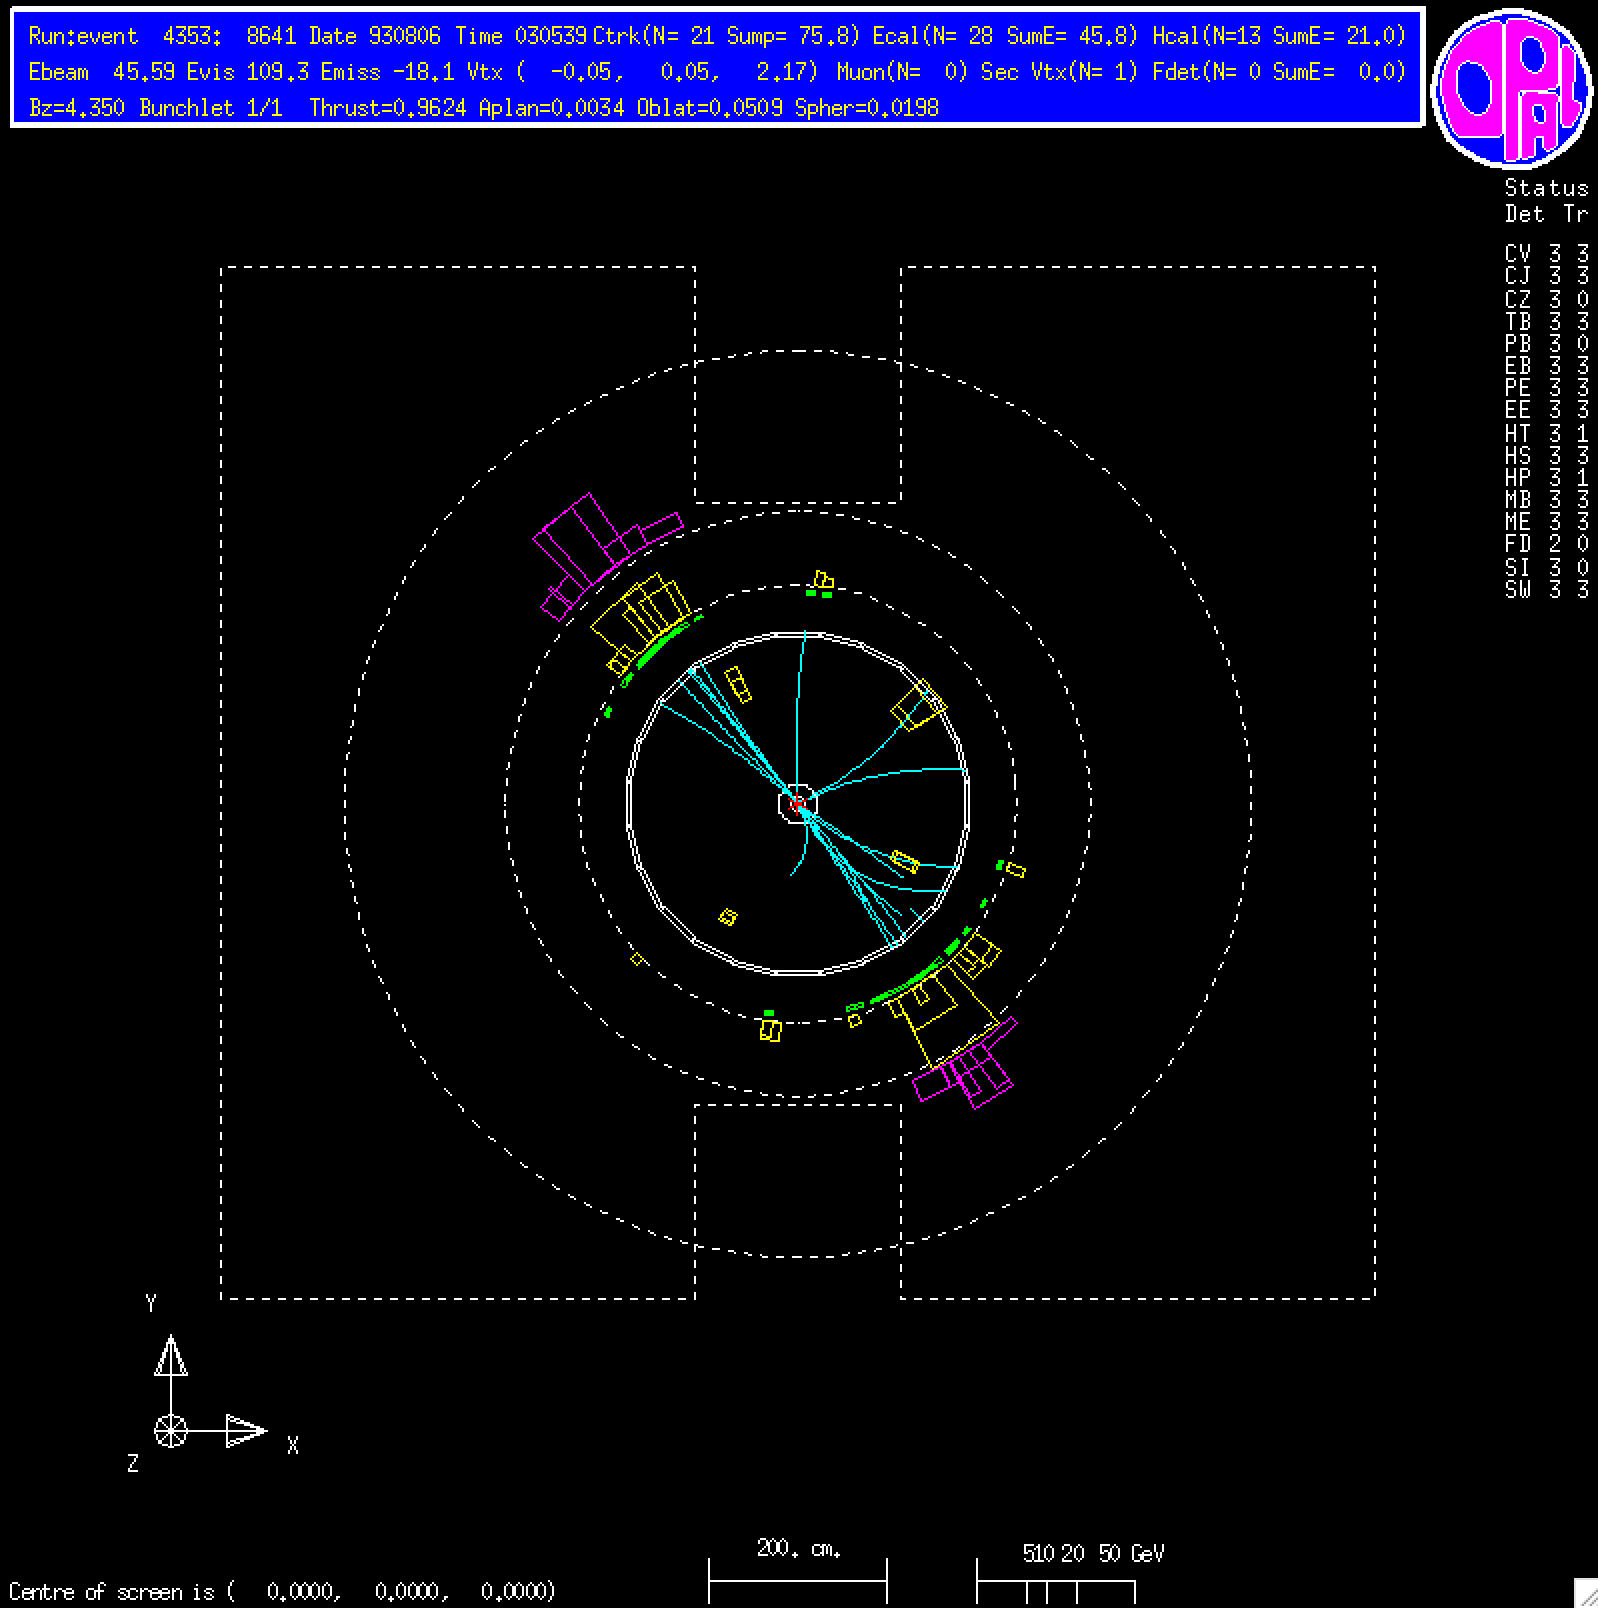 Run:event 4353: 8641 Date 930806 Time 030539 Ctrk(N= 21 Sump= 75.8) Ecal(N= 28 SumE= 45.8) Hcal(N=13 SumE= 21.0)
Ebeam 45.59 Evis 109.3 Emiss -18.1 Vtx ( -0.05, 0.05, 2.17) Muon(N= 0) Sec Vtx(N= 1) Fdet(N= 0 SumE= 0.0)
Bz=4.350 Bunchlet 1/1 Thrust=0.9624 Aplan=0.0034 Oblat=0.0509 Spher=0.0198
OPAL
Status
Det Tr
CV 3 3
CJ 3 3
CZ 3 0
TB 3 3
PB 3 0
EB 3 3
PE 3 3
EE 3 3
HT 3 1
HS 3 3
HP 3 1
MB 3 3
ME 3 3
FD 2 0
SI 3 0
SW 3 3
Y
X
Z
200. cm.
5 10 20 50 GeV
Centre of screen is ( 0.0000, 0.0000, 0.0000)